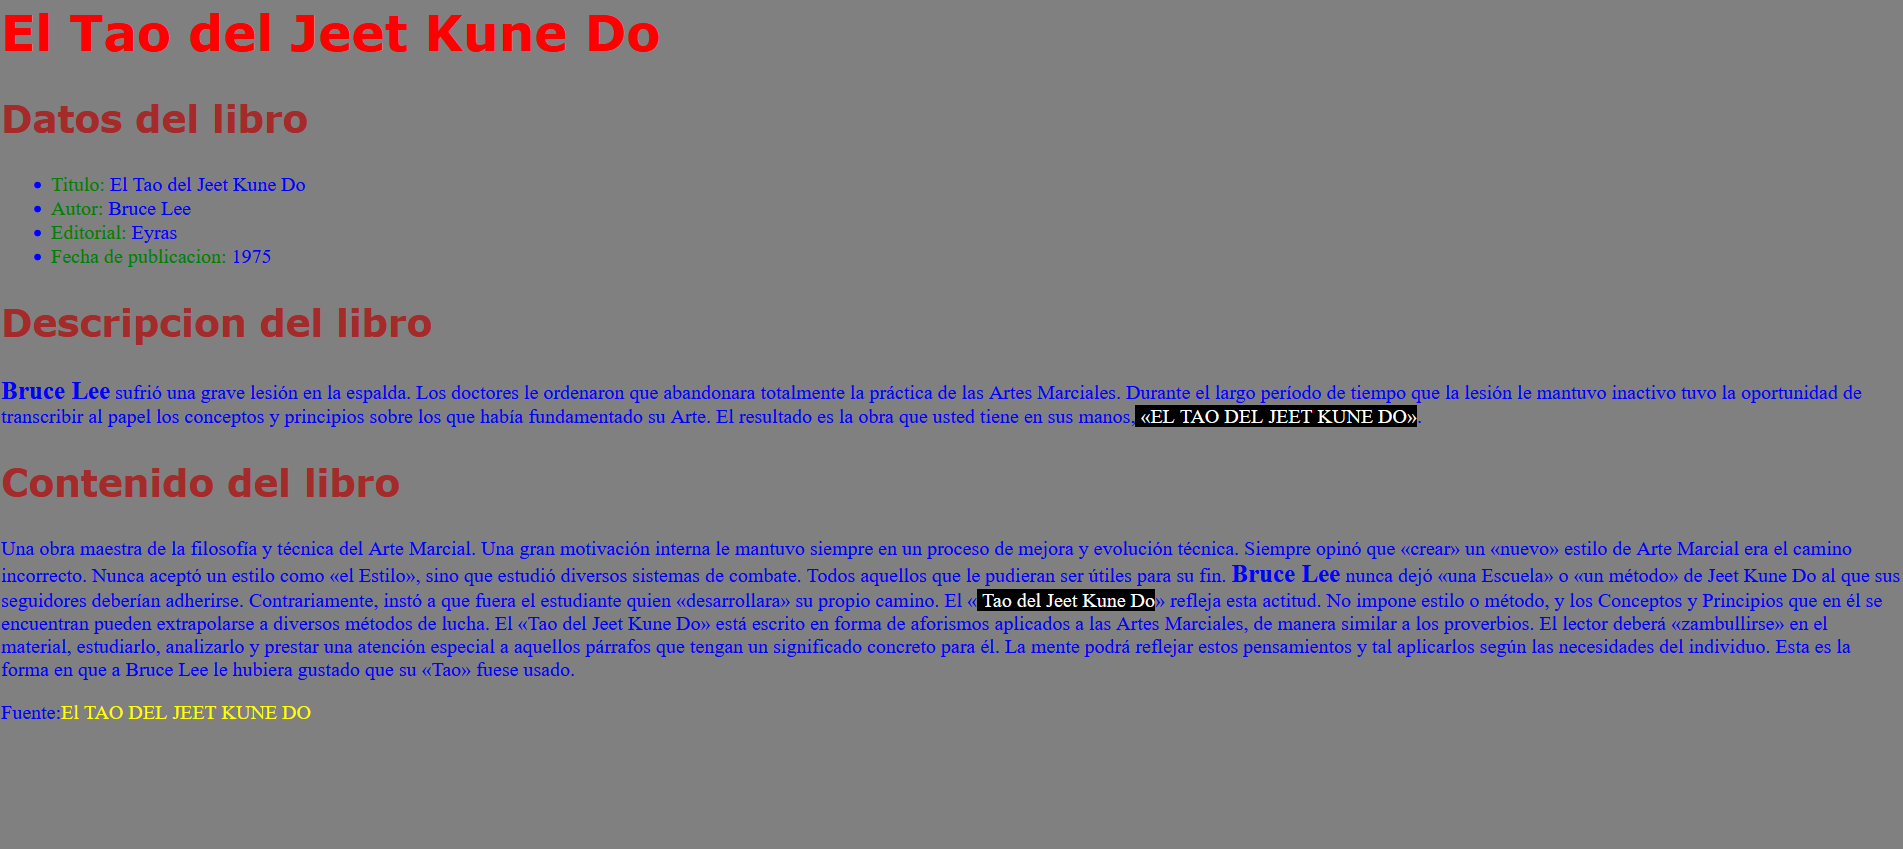 El Tao del Jeet Kune Do
Datos del libro
• Titulo: El Tao del Jeet Kune Do
• Autor: Bruce Lee
• Editorial: Eyras
• Fecha de publicacion: 1975
Descripcion del libro
Bruce Lee sufrió una grave lesión en la espalda. Los doctores le ordenaron que abandonara totalmente la práctica de las Artes Marciales. Durante el largo período de tiempo que la lesión le mantuvo inactivo tuvo la oportunidad de
transcribir al papel los conceptos y principios sobre los que había fundamentado su Arte. El resultado es la obra que usted tiene en sus manos, «EL TAO DEL JEET KUNE DO».
Contenido del libro
Una obra maestra de la filosofía y técnica del Arte Marcial. Una gran motivación interna le mantuvo siempre en un proceso de mejora y evolución técnica. Siempre opinó que «crear» un «nuevo» estilo de Arte Marcial era el camino
incorrecto. Nunca aceptó un estilo como «el Estilo», sino que estudió diversos sistemas de combate. Todos aquellos que le pudieran ser útiles para su fin. Bruce Lee nunca dejó «una Escuela» o «un método» de Jeet Kune Do al que sus
seguidores deberían adherirse. Contrariamente, instó a que fuera el estudiante quien «desarrollara» su propio camino. El « Tao del Jeet Kune Do» refleja esta actitud. No impone estilo o método, y los Conceptos y Principios que en él se
encuentran pueden extrapolarse a diversos métodos de lucha. El «Tao del Jeet Kune Do» está escrito en forma de aforismos aplicados a las Artes Marciales, de manera similar a los proverbios. El lector deberá «zambullirse» en el
material, estudiarlo, analizarlo y prestar una atención especial a aquellos párrafos que tengan un significado concreto para él. La mente podrá reflejar estos pensamientos y tal aplicarlos según las necesidades del individuo. Esta es la
forma en que a Bruce Lee le hubiera gustado que su «Tao» fuese usado.
Fuente:El TAO DEL JEET KUNE DO